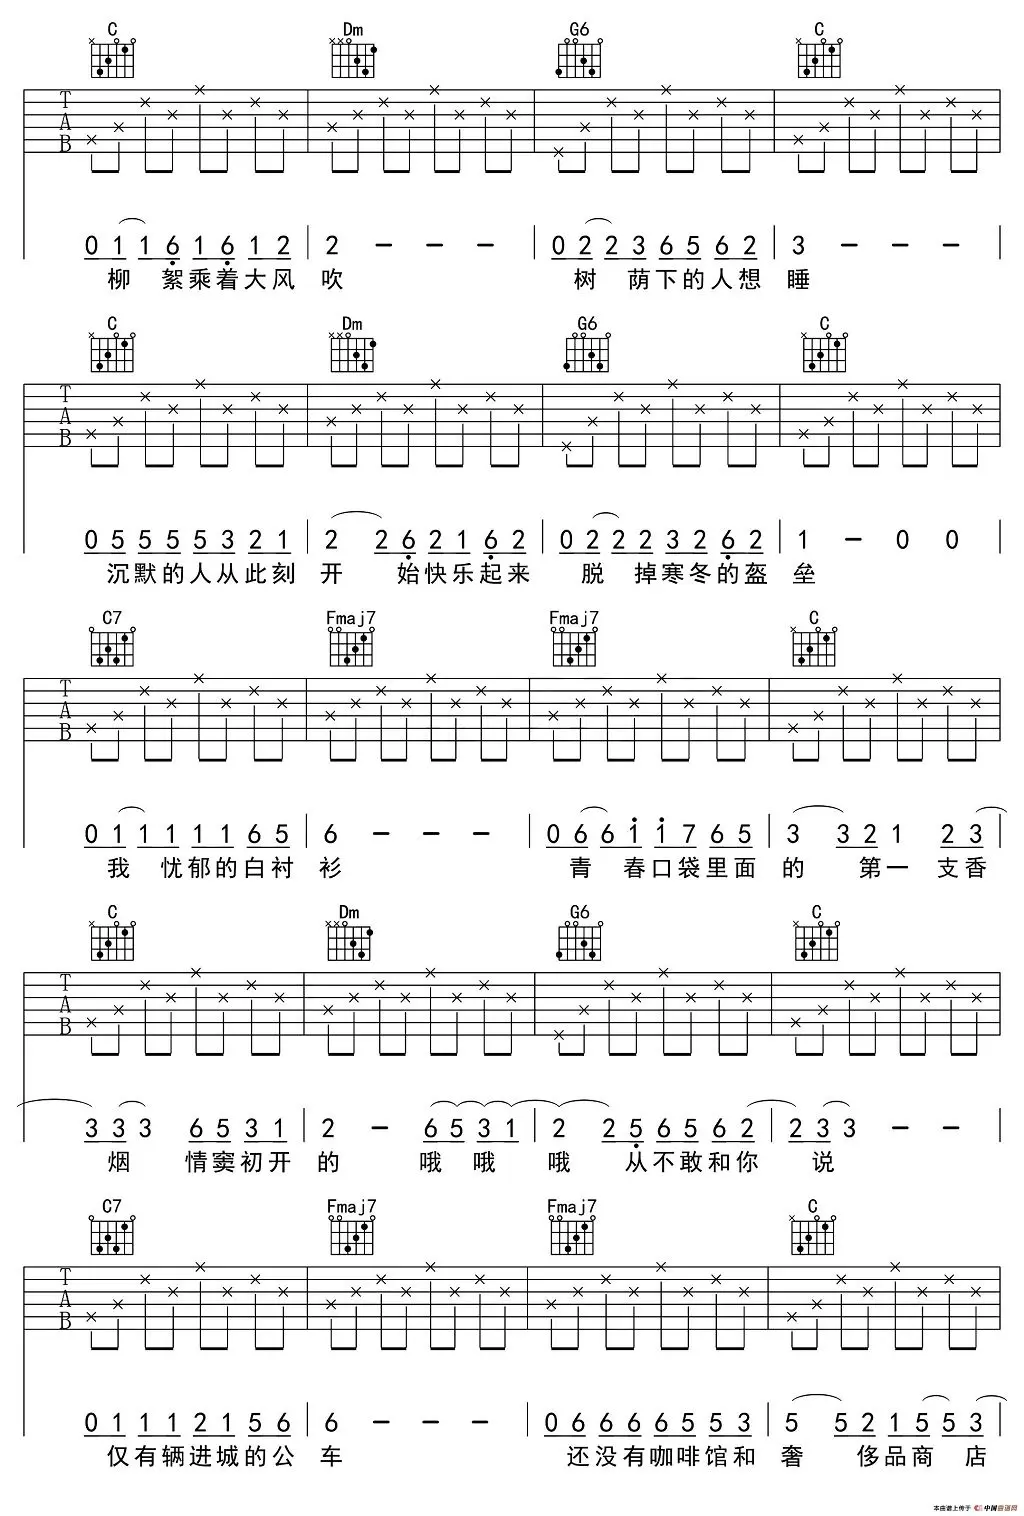 C Dm G6 C
T
A
B
0 1 1 6 1 6 1 2 | 2 - - - | 0 2 2 3 6 5 6 2 | 3 - - -
柳 絮乘着大风 吹 树 荫下的人想 睡
C Dm G6 C
T
A
B
0 5 5 5 5 3 2 1 | 2 2 6 2 1 6 2 | 0 2 2 2 3 2 6 2 | 1 - 0 0
沉默的人从此刻 开 始快乐起来 脱 掉寒冬的盔 垒
C7 Fmaj7 Fmaj7 C
T
A
B
0 1 1 1 1 1 6 5 | 6 - - - | 0 6 6 1 1 7 6 5 | 3 3 2 1 2 3
我 忧郁的白衬 衫 青 春口袋里面 的 第一 支香
C Dm G6 C
T
A
B
3 3 3 6 5 3 1 | 2 - 6 5 3 1 | 2 2 5 6 5 6 2 | 2 3 3 - -
烟 情窦初开 的 哦 哦 哦 从不敢和你 说
C7 Fmaj7 Fmaj7 C
T
A
B
0 1 1 1 2 1 5 6 | 6 - - - | 0 6 6 6 6 5 5 3 | 5 5 2 1 5 5 3
仅有辆进城的公 车 还没有咖啡馆和 奢 侈品商 店
本曲谱上传于 中国曲谱网